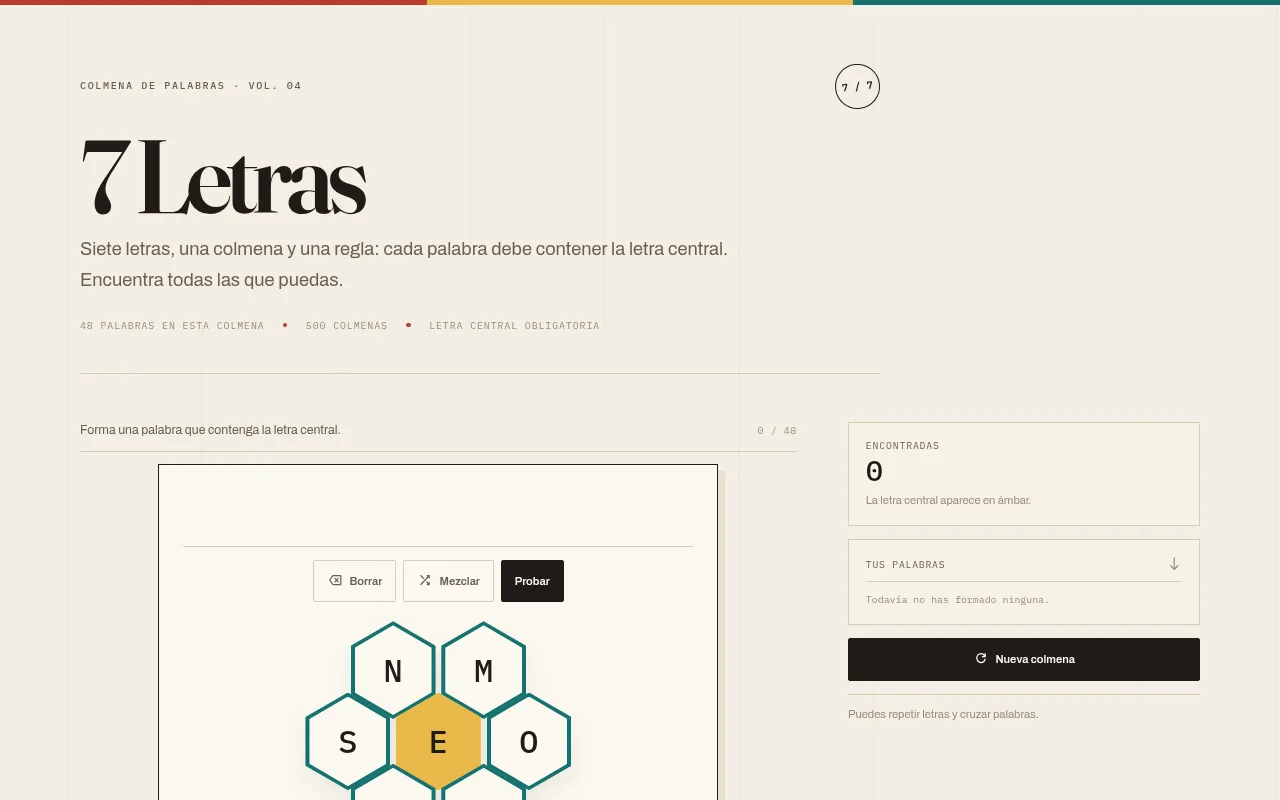 COLMENA DE PALABRAS · VOL. 04
7 / 7
7 Letras
Siete letras, una colmena y una regla: cada palabra debe contener la letra central.
Encuentra todas las que puedas.
48 PALABRAS EN ESTA COLMENA • 500 COLMENAS • LETRA CENTRAL OBLIGATORIA
Forma una palabra que contenga la letra central.
0 / 48
Borrar
Mezclar
Probar
N
M
S
E
O
ENCONTRADAS
0
La letra central aparece en ámbar.
TUS PALABRAS
Todavía no has formado ninguna.
Nueva colmena
Puedes repetir letras y cruzar palabras.